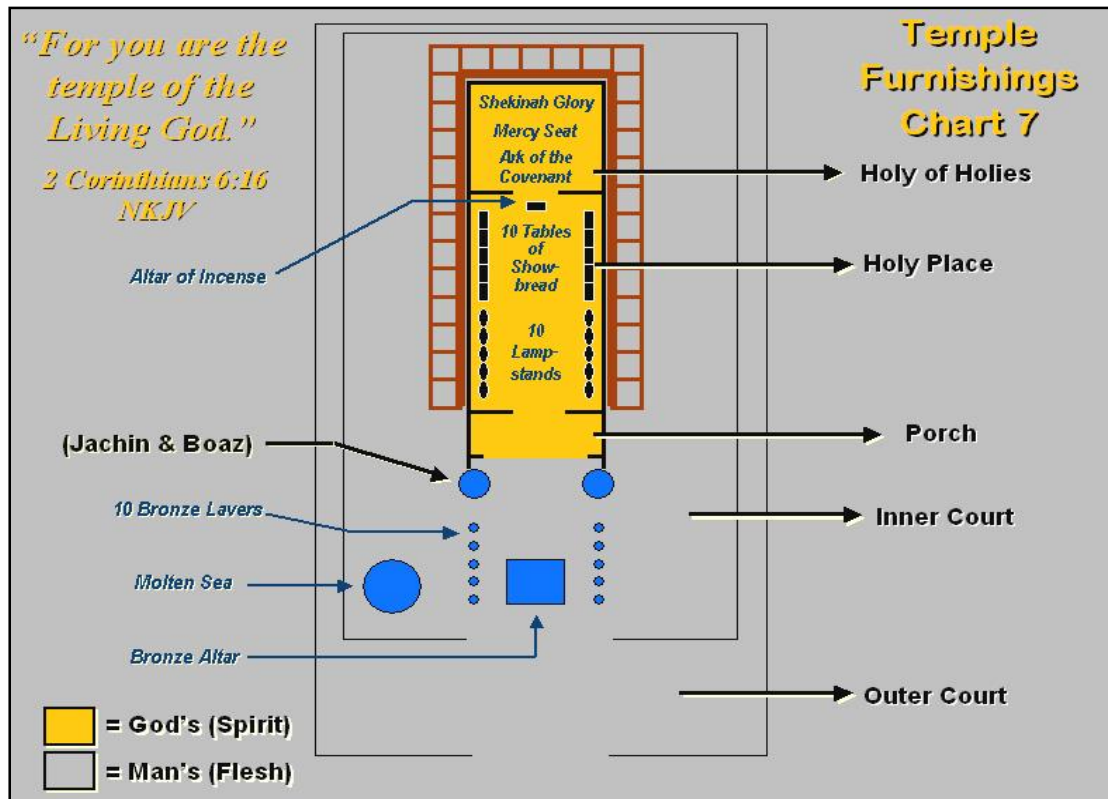 “For you are the
temple of the
Living God.”
2 Corinthians 6:16
NKJV
Temple
Furnishings
Chart 7
Shekinah Glory
Mercy Seat
Ark of the
Covenant
Holy of Holies
Altar of Incense
10 Tables
of
Show-
bread
Holy Place
10
Lamp-
stands
(Jachin & Boaz)
Porch
10 Bronze Lavers
Inner Court
Molten Sea
Bronze Altar
Outer Court
= God's (Spirit)
= Man's (Flesh)